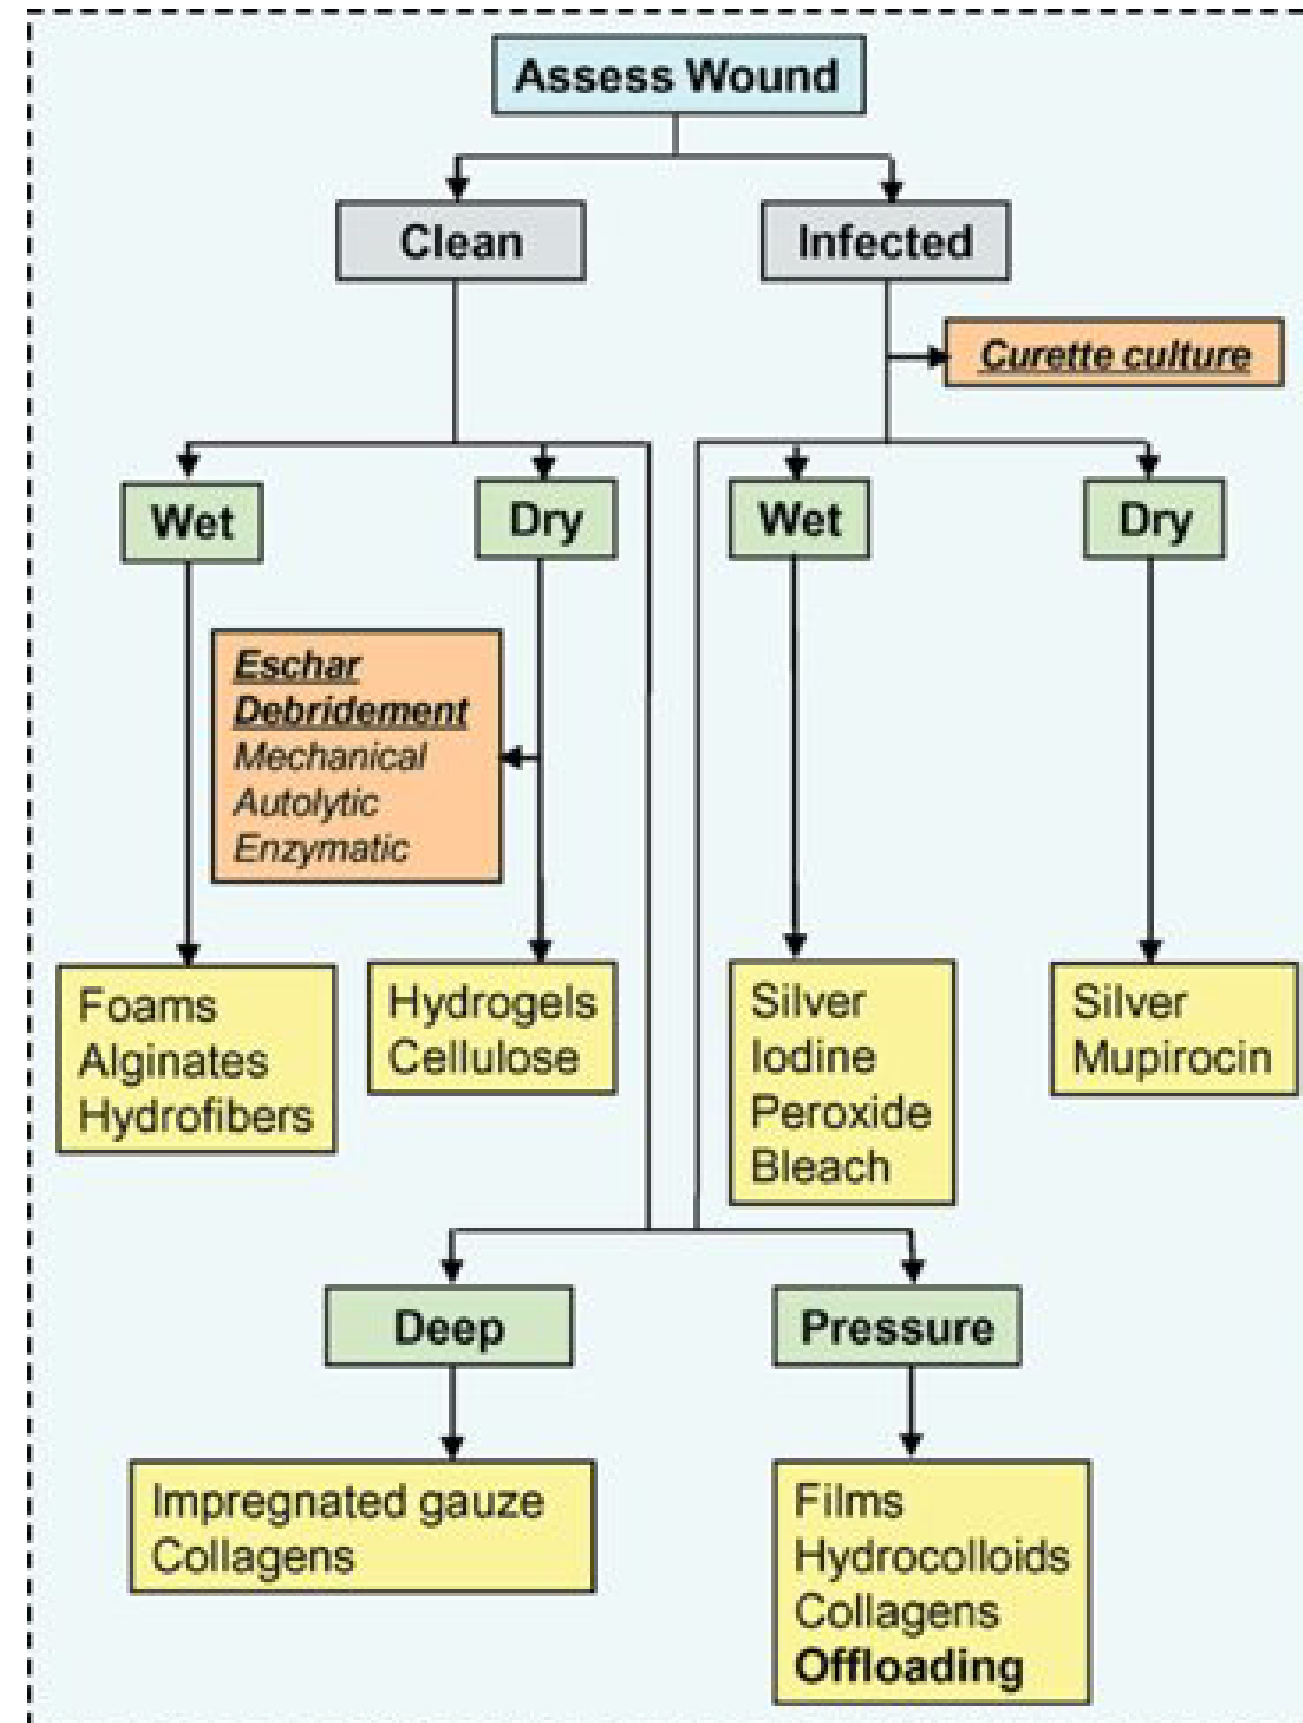 Assess Wound
Clean
Infected
Curette culture
Wet
Dry
Wet
Dry
Eschar
Debridement
Mechanical
Autolytic
Enzymatic
Foams
Alginates
Hydrofibers
Hydrogels
Cellulose
Silver
Iodine
Peroxide
Bleach
Silver
Mupirocin
Deep
Pressure
Impregnated gauze
Collagens
Films
Hydrocolloids
Collagens
Offloading